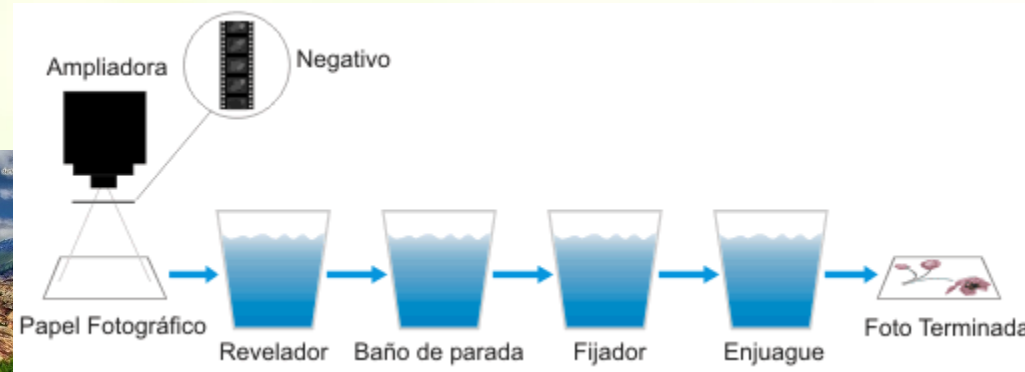 Ampliadora
Negativo
Papel Fotográfico
Revelador
Baño de parada
Fijador
Enjuague
Foto Terminada